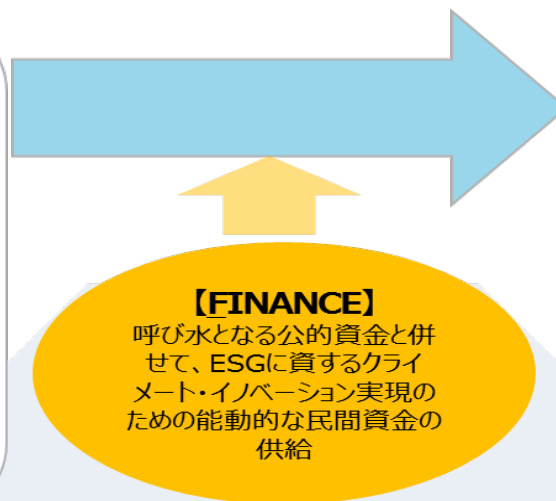 【FINANCE】
呼び水となる公的資金と併
せて、ESGに資するクライ
メート・イノベーション実現の
ための能動的な民間資金の
供給